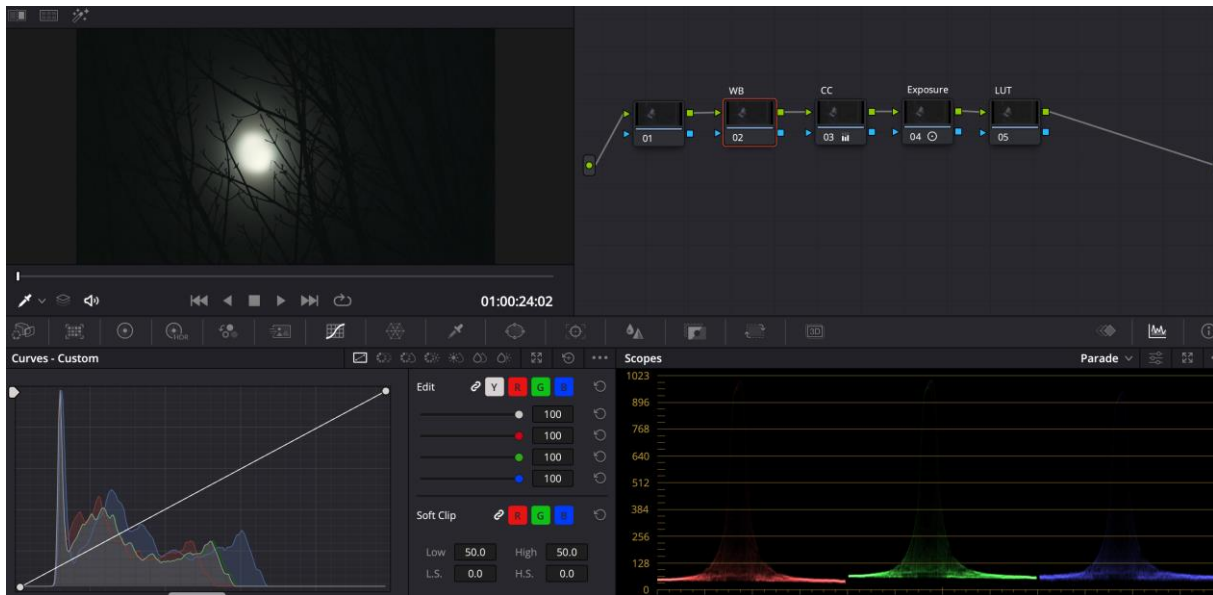 WB
CC
Exposure
LUT
01
02
03
04
05
01:00:24:02
HDR
3D
Curves - Custom
Edit
Y
R
G
B
100
100
100
100
Soft Clip
R
G
B
Low 50.0 High 50.0
L.S. 0.0 H.S. 0.0
Scopes
Parade
1023
896
768
640
512
384
256
128
0